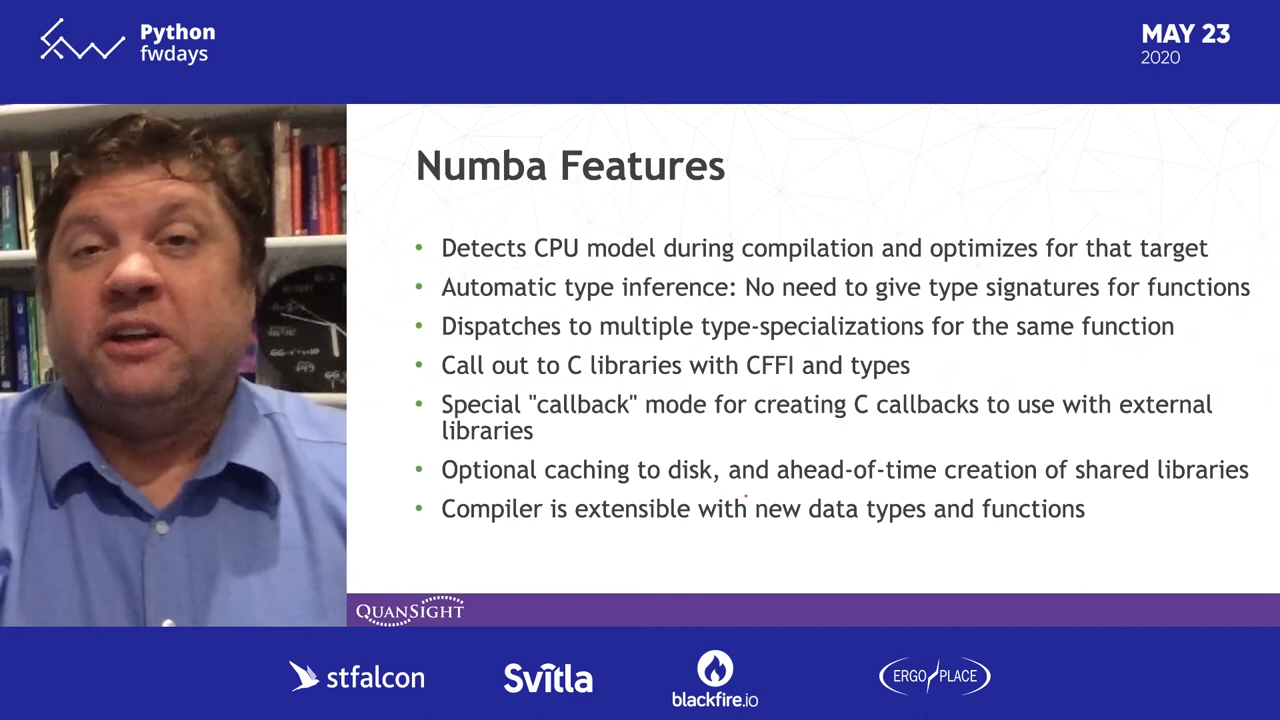 Python
fwdays
MAY 23
2020
Numba Features
• Detects CPU model during compilation and optimizes for that target
• Automatic type inference: No need to give type signatures for functions
• Dispatches to multiple type-specializations for the same function
• Call out to C libraries with CFFI and types
• Special "callback" mode for creating C callbacks to use with external
libraries
• Optional caching to disk, and ahead-of-time creation of shared libraries
• Compiler is extensible with new data types and functions
QUANSIGHT
stfalcon
Svitla
blackfire.io
ERGO PLACE